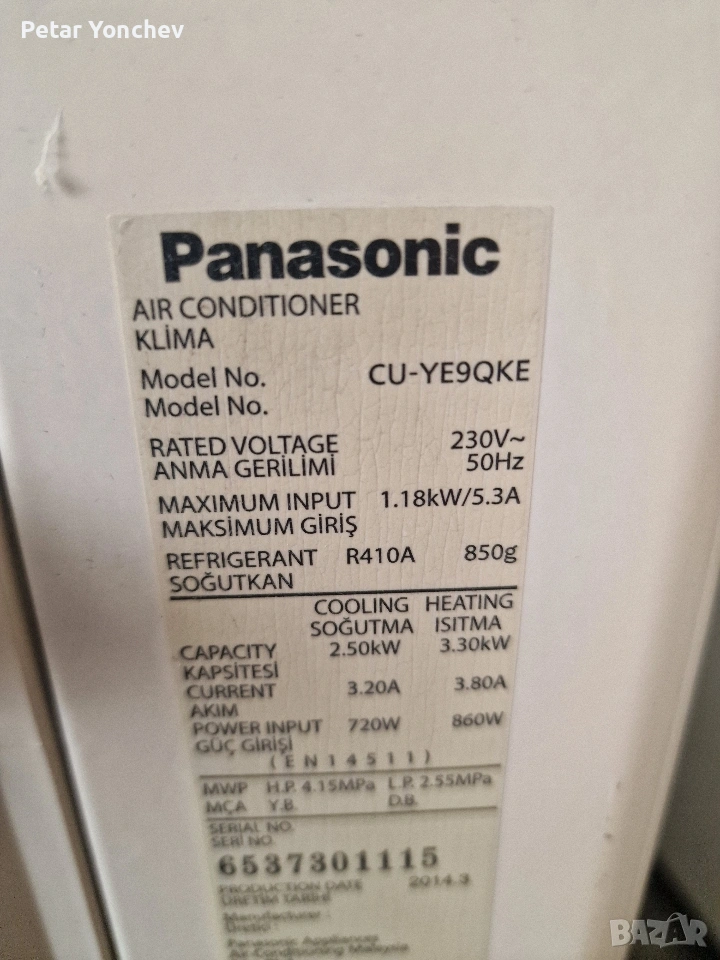 Petar Yonchev
Panasonic
AIR CONDITIONER
KLİMA
Model No. CU-YE9QKE
Model No.
RATED VOLTAGE 230V~
ANMA GERİLİMİ 50Hz
MAXIMUM INPUT 1.18kW/5.3A
MAKSİMUM GİRİŞ
REFRIGERANT R410A 850g
SOĞUTKAN
COOLING HEATING
SOĞUTMA ISITMA
CAPACITY 2.50kW 3.30kW
KAPSİTESİ
CURRENT 3.20A 3.80A
AKIM
POWER INPUT 720W 860W
GÜÇ GİRİŞİ
(EN14511)
MWP H.P. 4.15MPa L.P. 2.55MPa
MÇA Y.B. D.B.
SERIAL NO.
SERİ NO.
6537301115
PRODUCTION DATE 2014.3
ÜRETİM TARİHİ
Manufacturer :
Üretici :
Panasonic Appliances
Air-Conditioning Malaysia
BAZAR